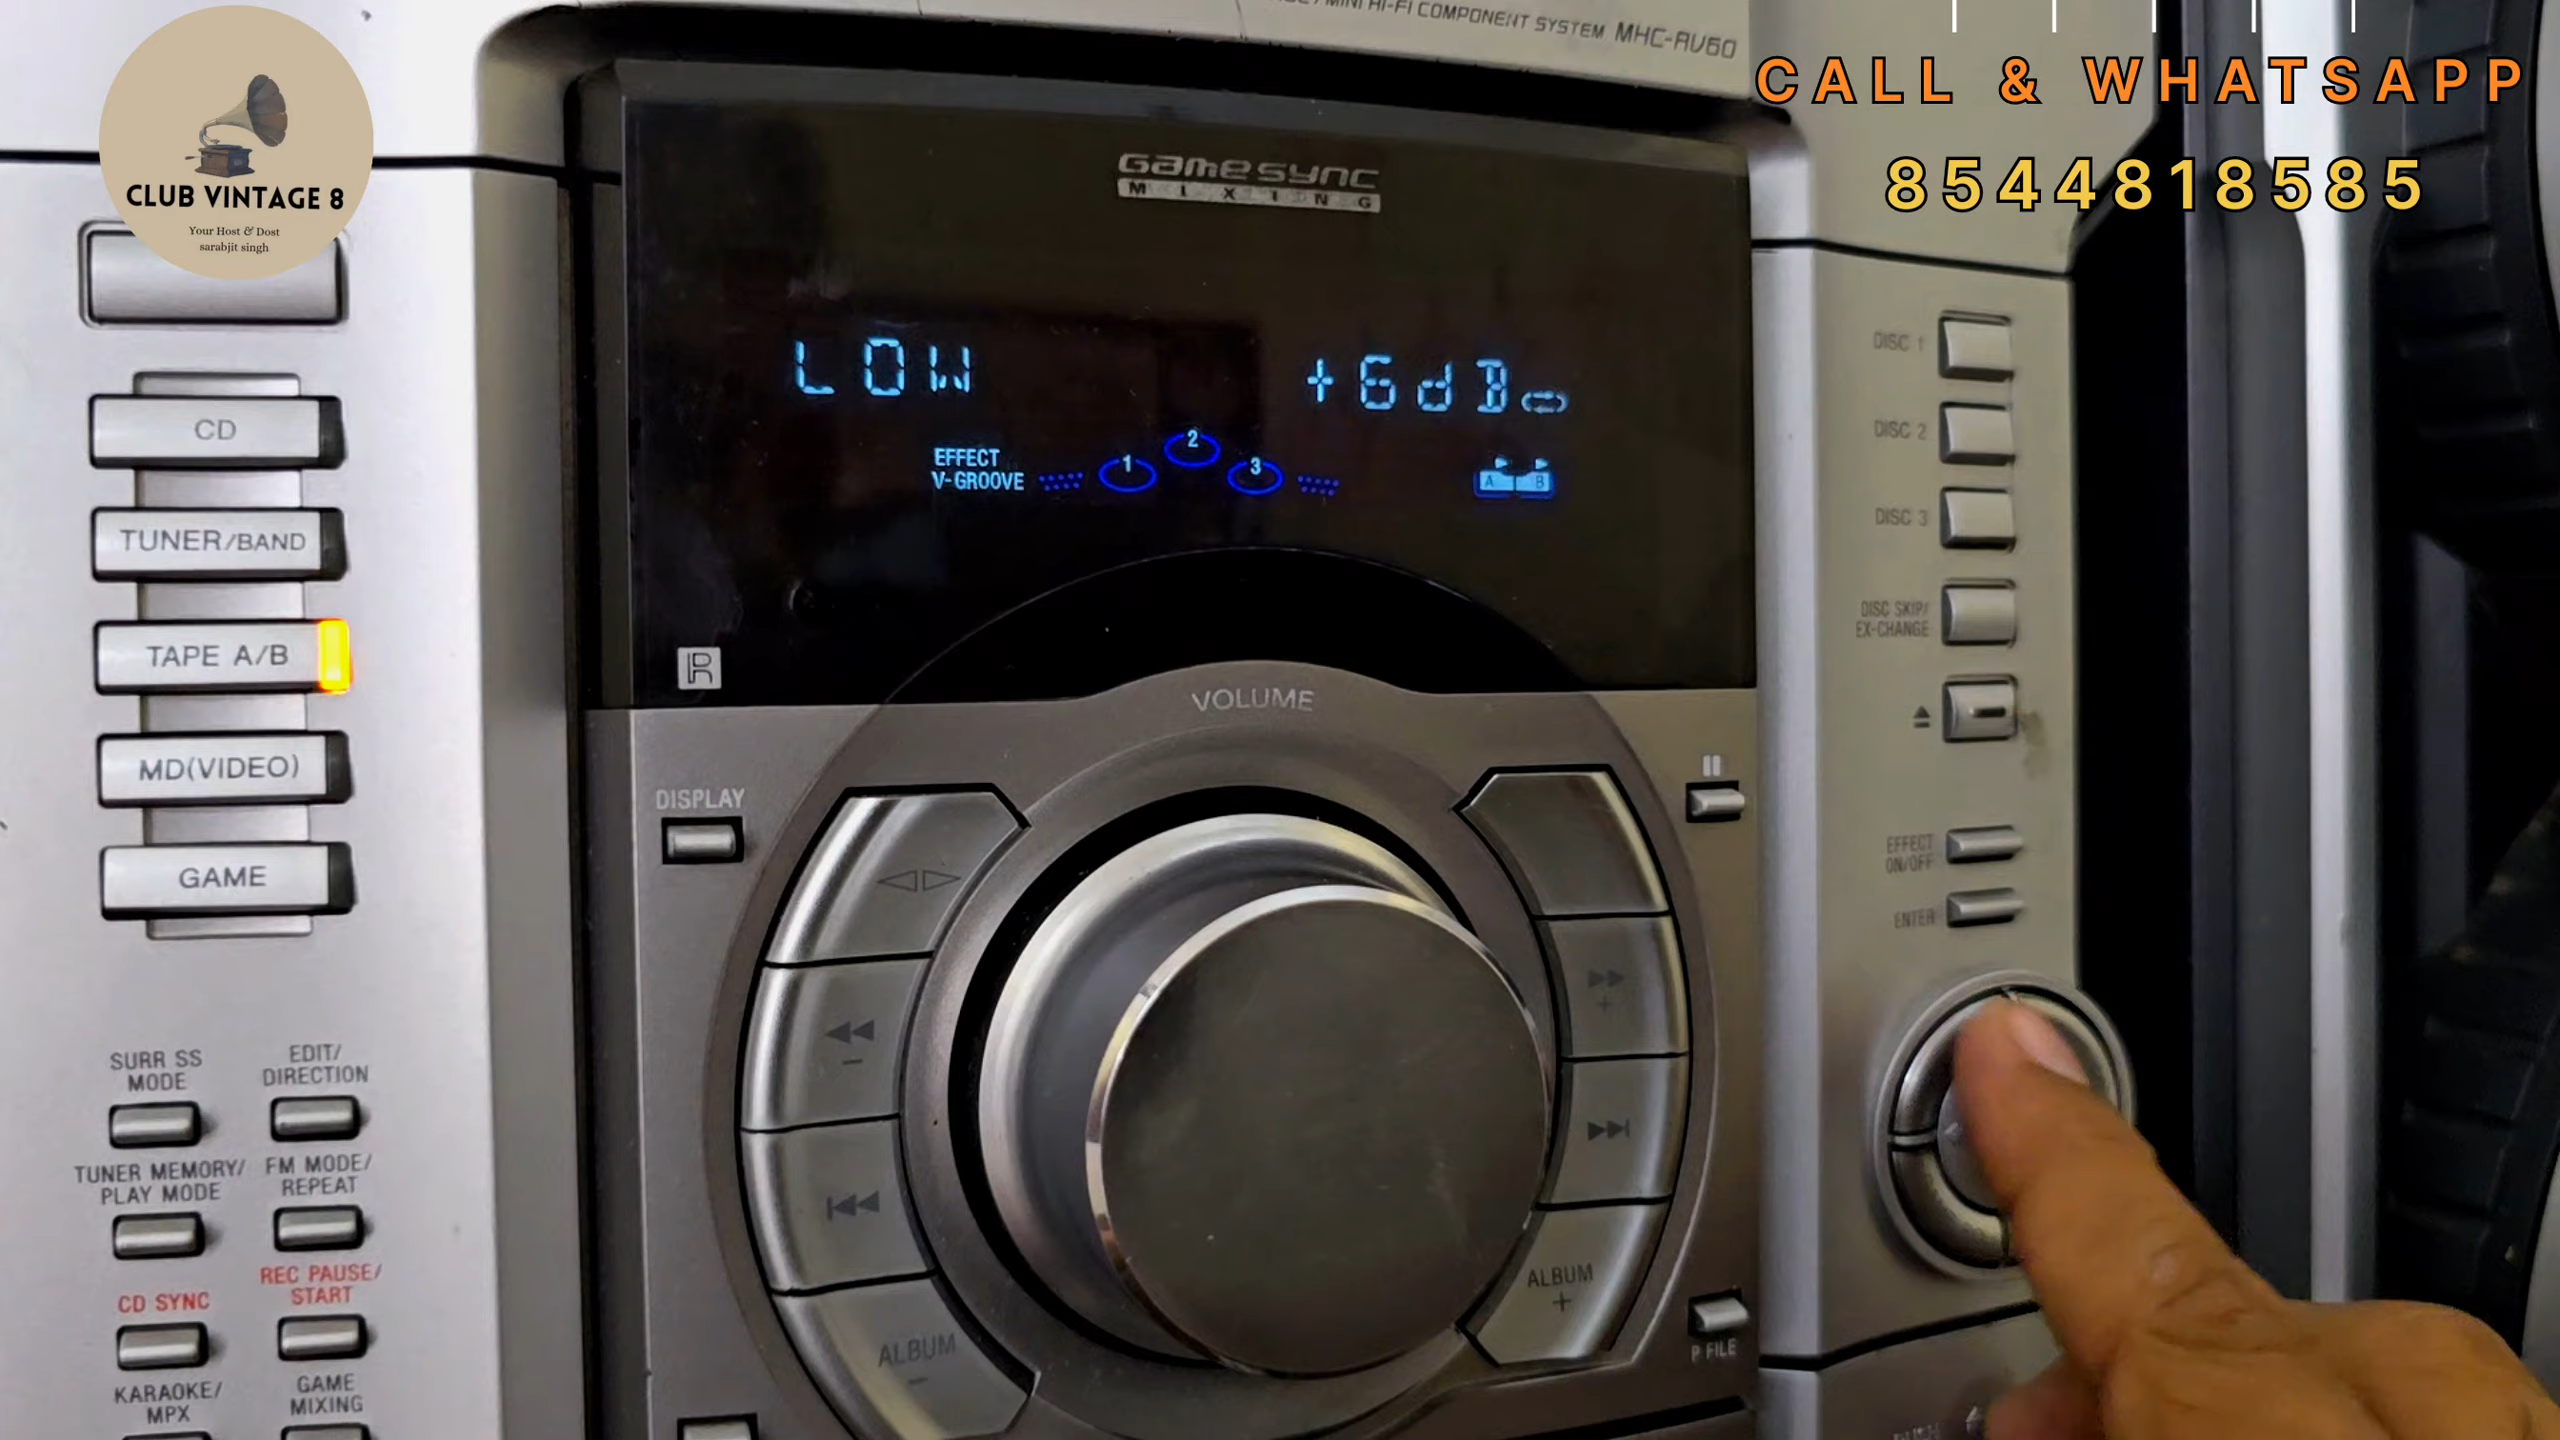 MINI HI-FI COMPONENT SYSTEM MHC-RV60
CALL & WHATSAPP
8544818585
CLUB VINTAGE 8
Your Host & Dost
sarabjit singh
GAME SYNC
MIXING
LOW +6dB
EFFECT
V-GROOVE
1 2 3
A B
CD
TUNER/BAND
TAPE A/B
MD(VIDEO)
GAME
DISC 1
DISC 2
DISC 3
DISC SKIP/
EX-CHANGE
EFFECT
ON/OFF
ENTER
R
VOLUME
DISPLAY
ALBUM
-
ALBUM
+
P FILE
SURR SS
MODE
EDIT/
DIRECTION
TUNER MEMORY/
PLAY MODE
FM MODE/
REPEAT
CD SYNC
REC PAUSE/
START
KARAOKE/
MPX
GAME
MIXING